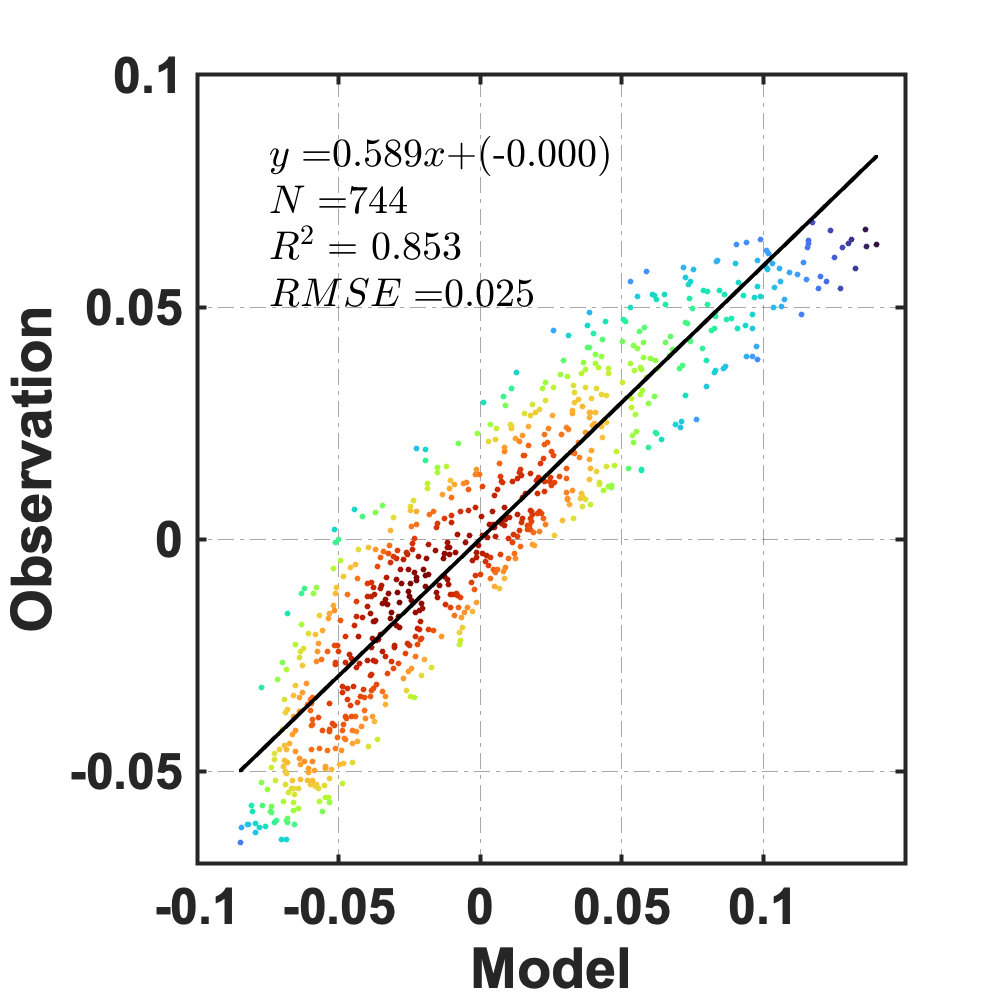 0.1
y =0.589x+(-0.000)
N =744
R² = 0.853
RMSE =0.025
0.05
0
-0.05
Observation
-0.1 -0.05 0 0.05 0.1
Model